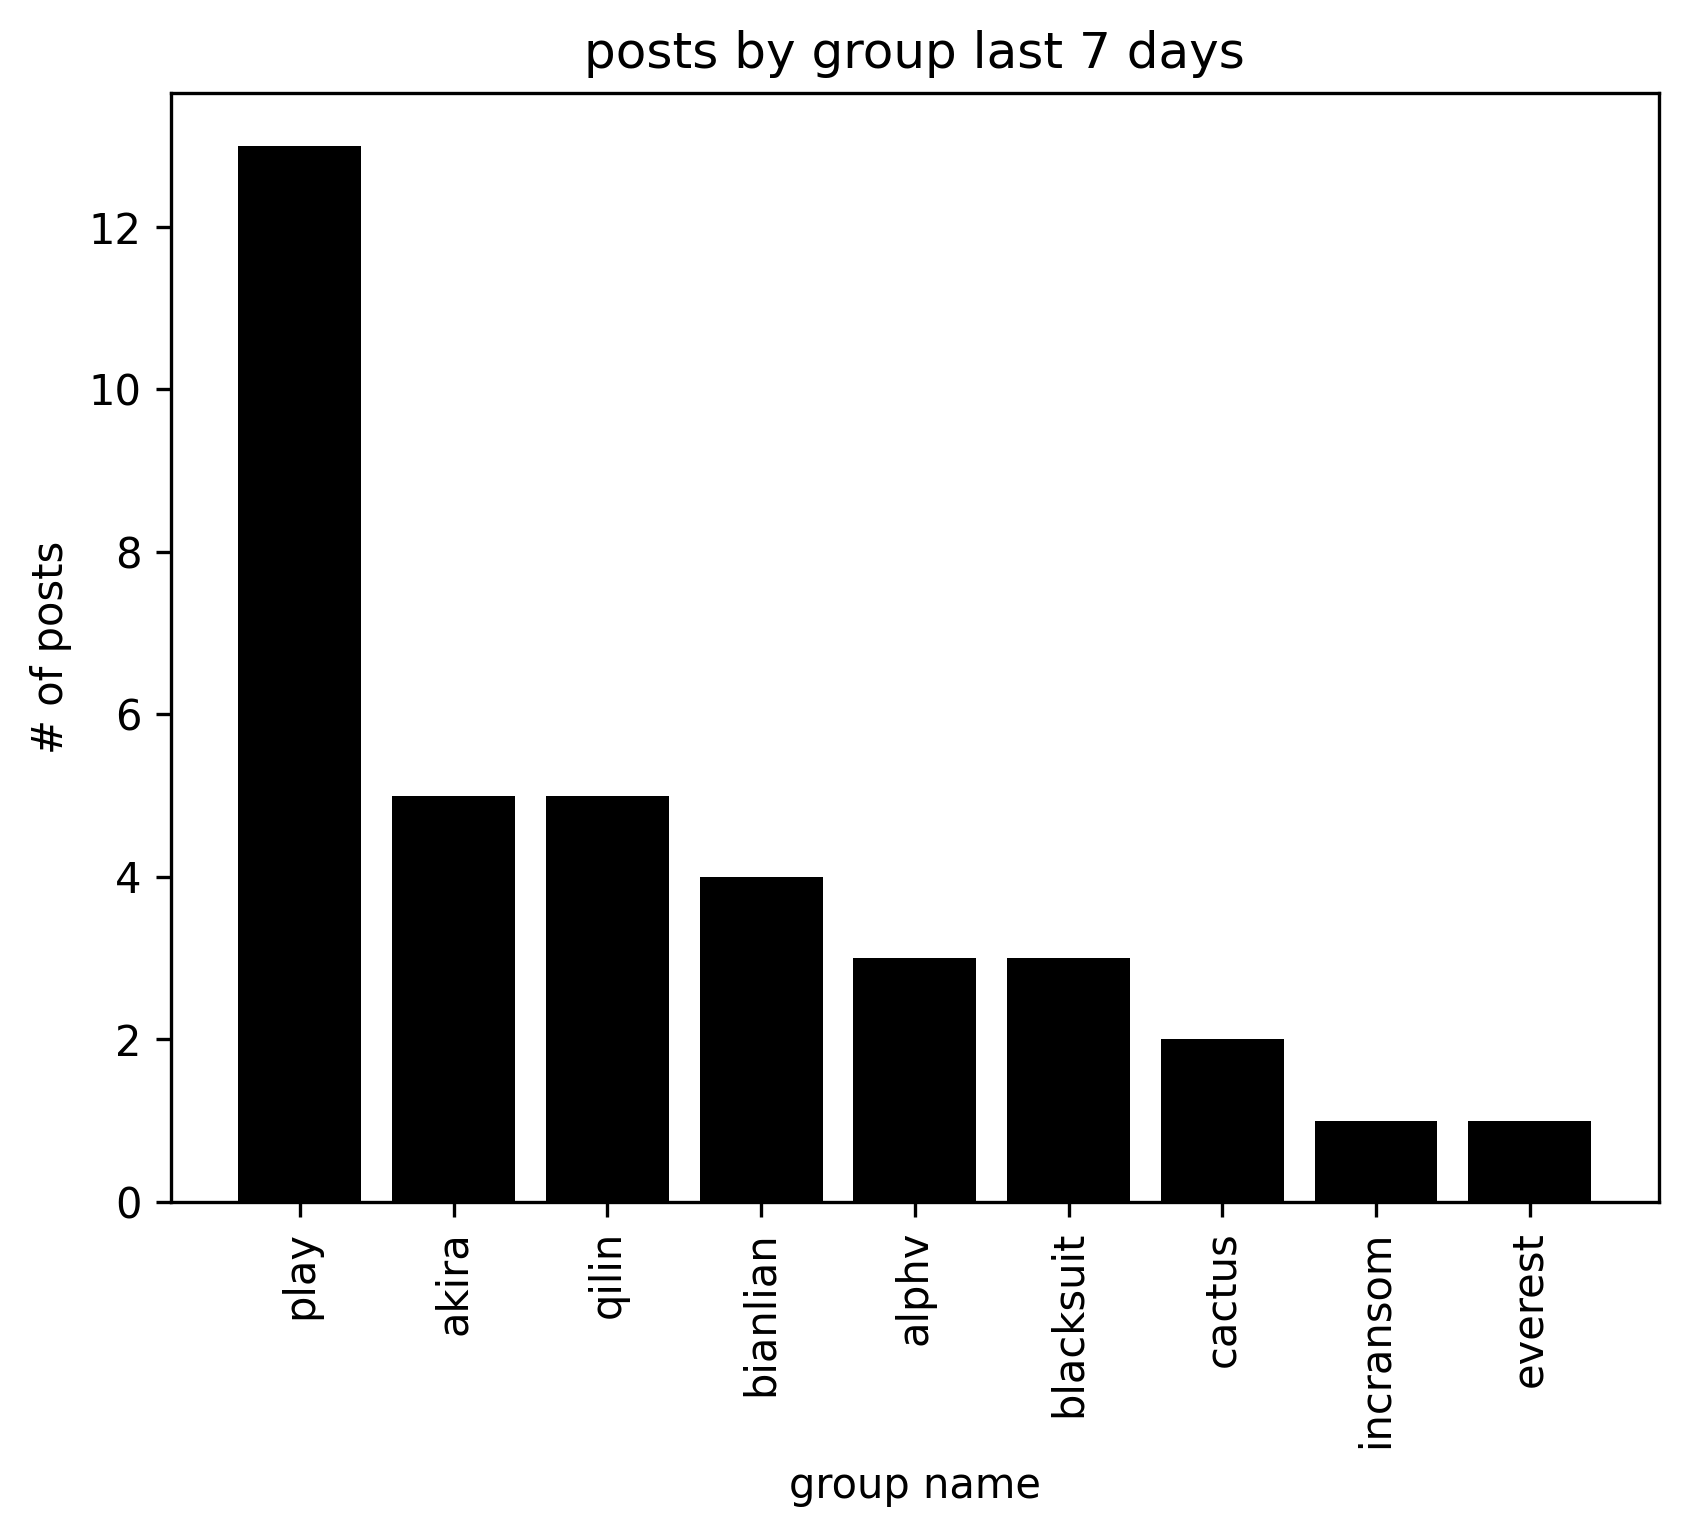 posts by group last 7 days
# of posts
12
10
8
6
4
2
0
play
akira
qilin
bianlian
alphv
blacksuit
cactus
incransom
everest
group name